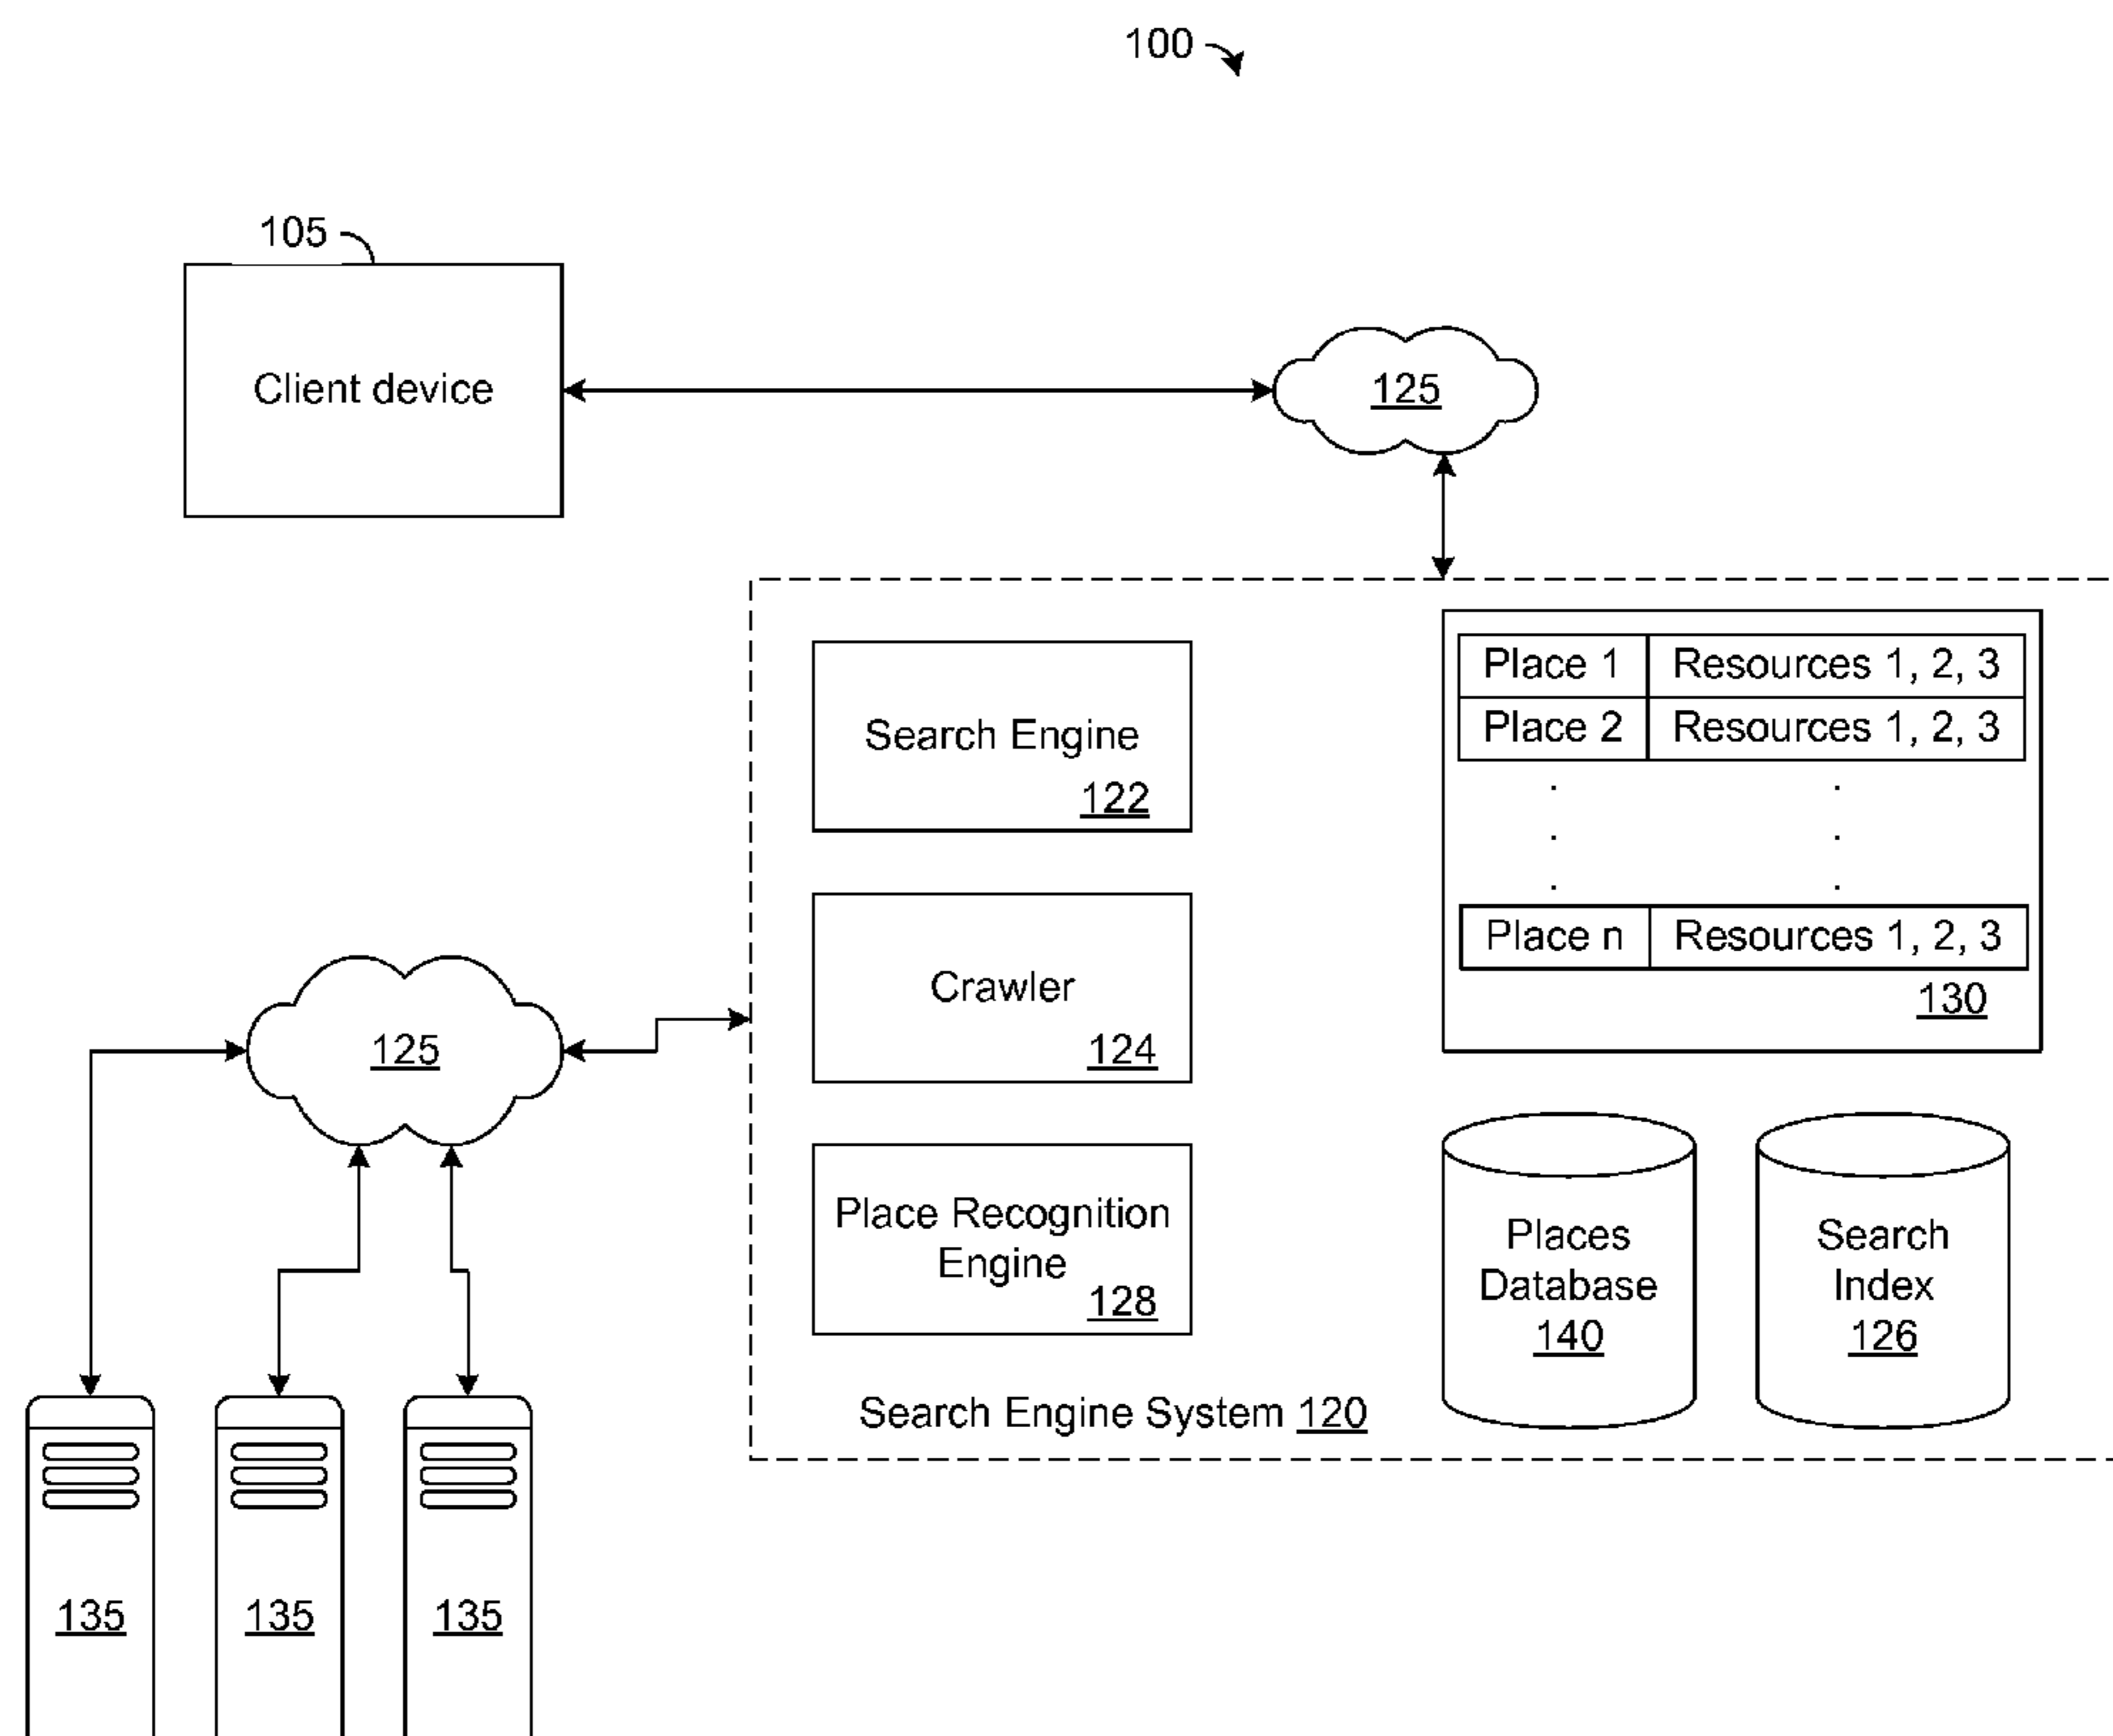 100
105
Client device
125
Search Engine
122
Place 1 Resources 1, 2, 3
Place 2 Resources 1, 2, 3
.
.
.
.
.
.
Place n Resources 1, 2, 3
130
Crawler
124
125
Place Recognition
Engine
128
Places
Database
140
Search
Index
126
Search Engine System 120
135
135
135